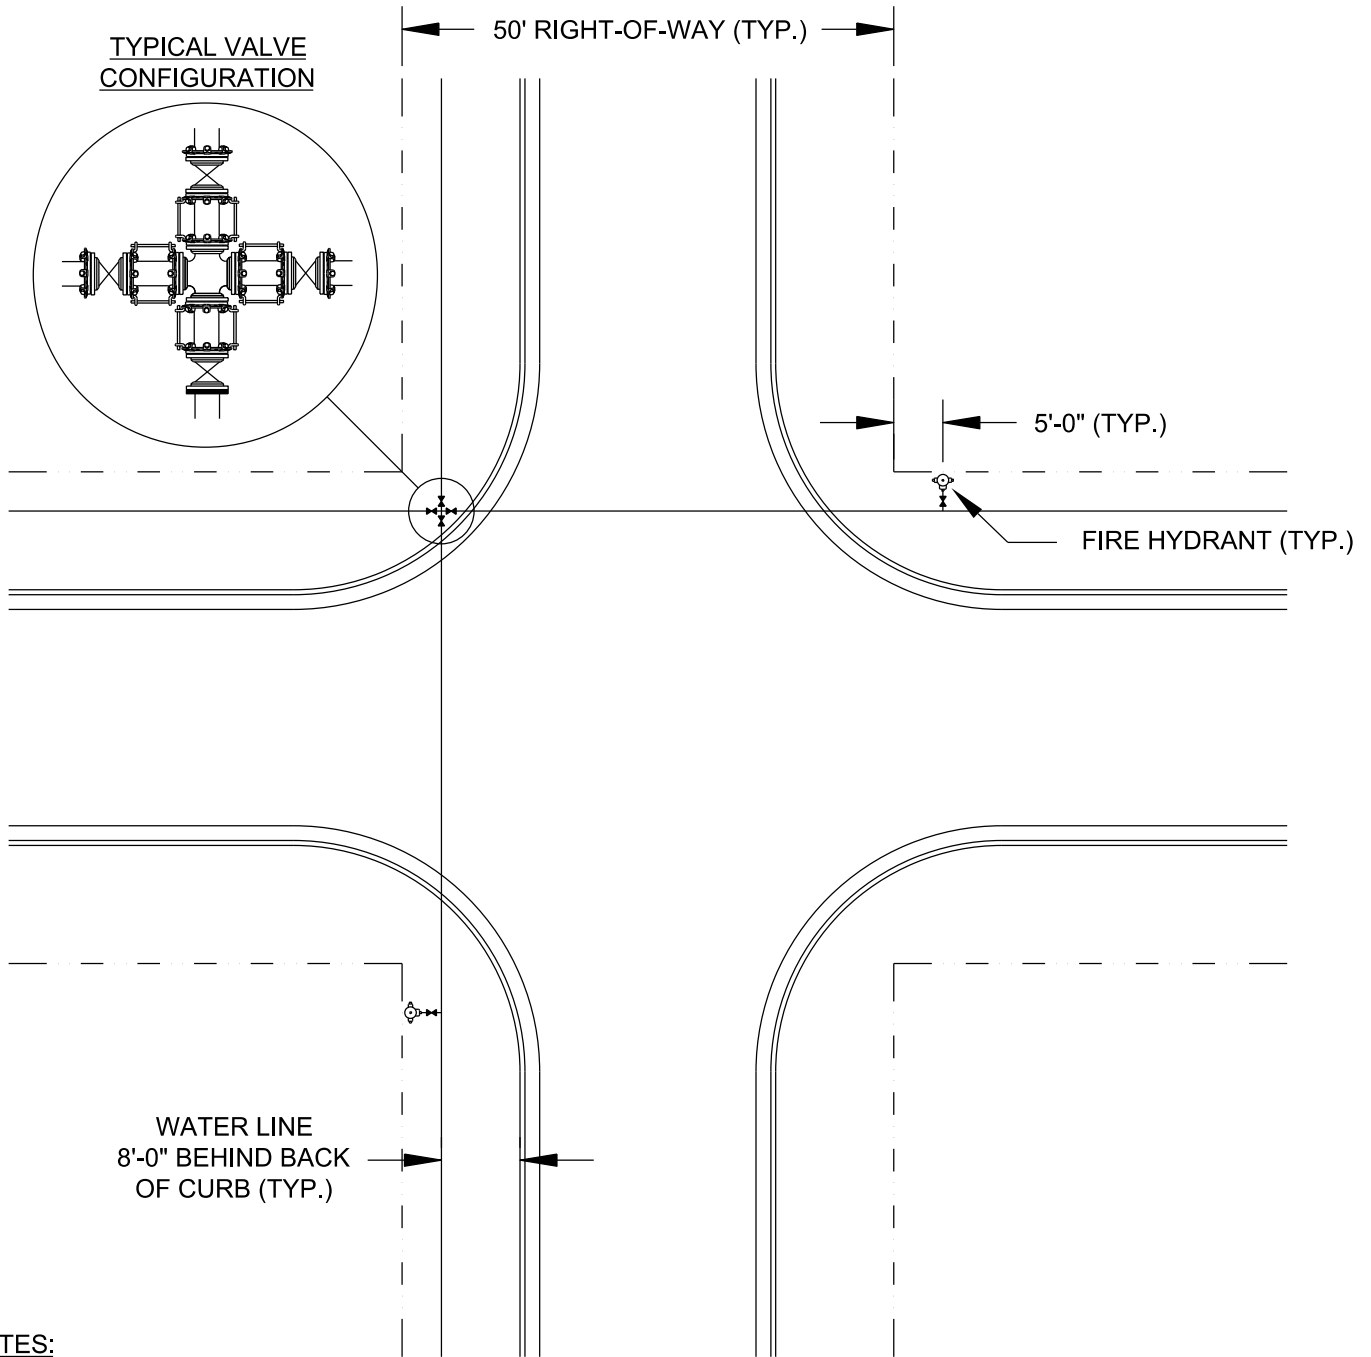 50' RIGHT-OF-WAY (TYP.)
TYPICAL VALVE
CONFIGURATION
5'-0" (TYP.)
FIRE HYDRANT (TYP.)
WATER LINE
8'-0" BEHIND BACK
OF CURB (TYP.)
TES: